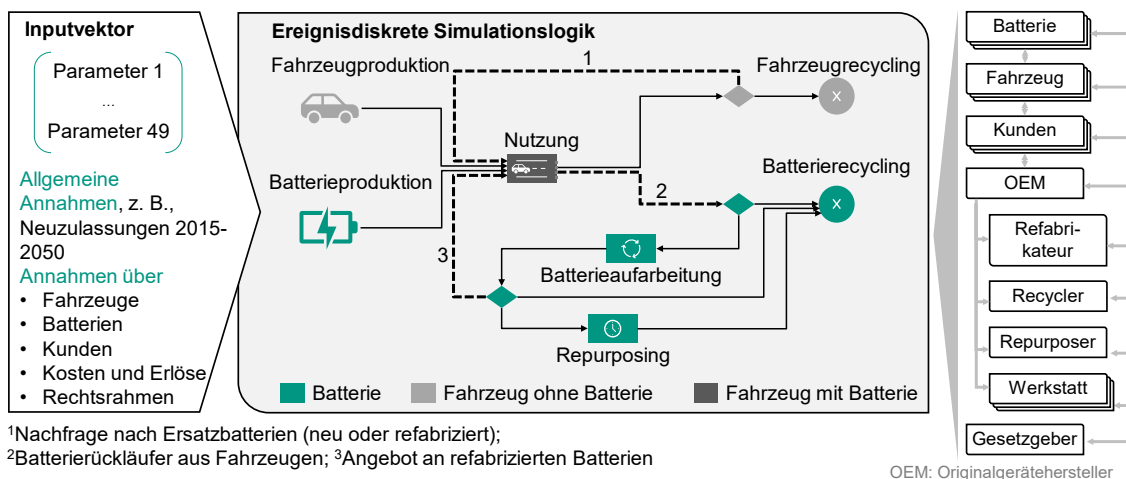 Inputvektor
Parameter 1
...
Parameter 49
Allgemeine
Annahmen, z. B.,
Neuzulassungen 2015-
2050
Annahmen über
• Fahrzeuge
• Batterien
• Kunden
• Kosten und Erlöse
• Rechtsrahmen
Ereignisdiskrete Simulationslogik
1
Fahrzeugproduktion
Fahrzeugrecycling
X
Nutzung
Batterieproduktion
Batterierecycling
2
X
3
Batterieaufarbeitung
Repurposing
Batterie
Fahrzeug ohne Batterie
Fahrzeug mit Batterie
Batterie
Fahrzeug
Kunden
OEM
Refabri-
kateur
Recycler
Repurposer
Werkstatt
Gesetzgeber
¹Nachfrage nach Ersatzbatterien (neu oder refabriziert);
²Batterierückläufer aus Fahrzeugen; ³Angebot an refabrizierten Batterien
OEM: Originalgerätehersteller